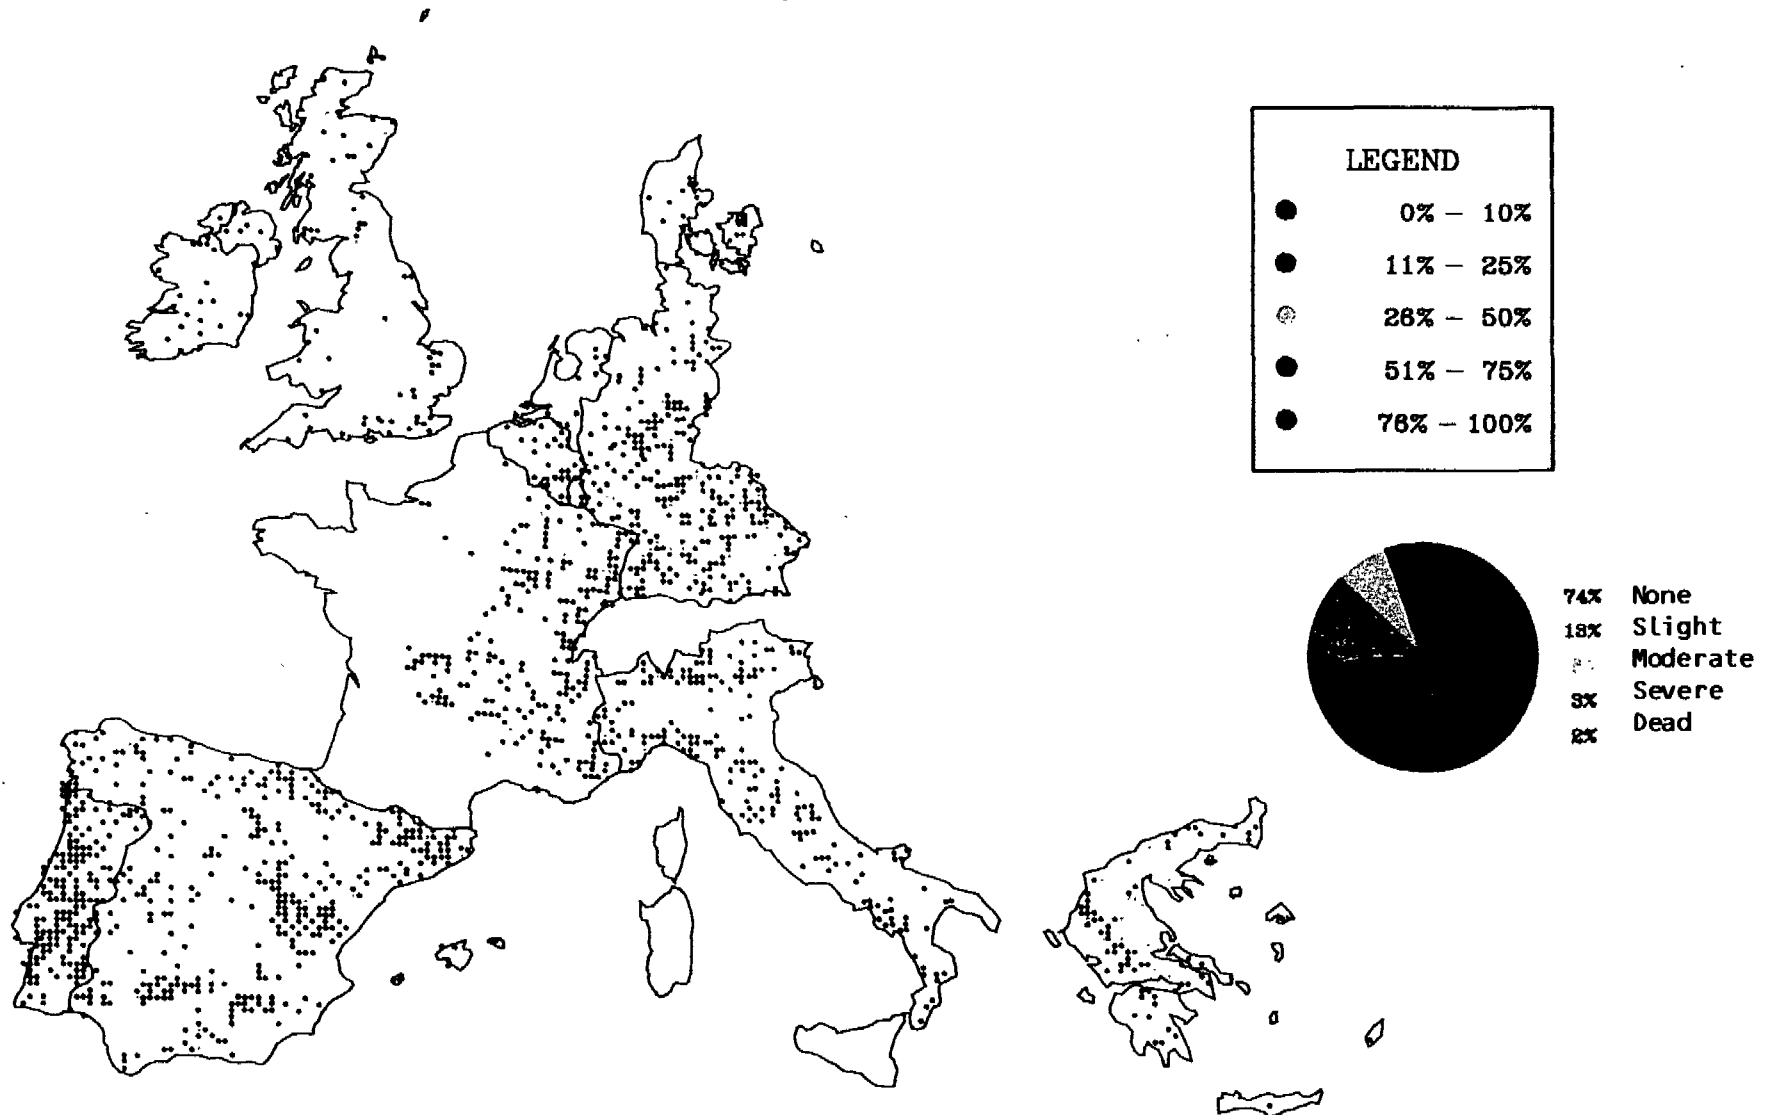 LEGEND
0% – 10%
11% – 25%
26% – 50%
51% – 75%
76% – 100%
74% None
Slight
Moderate
3% Severe
2% Dead